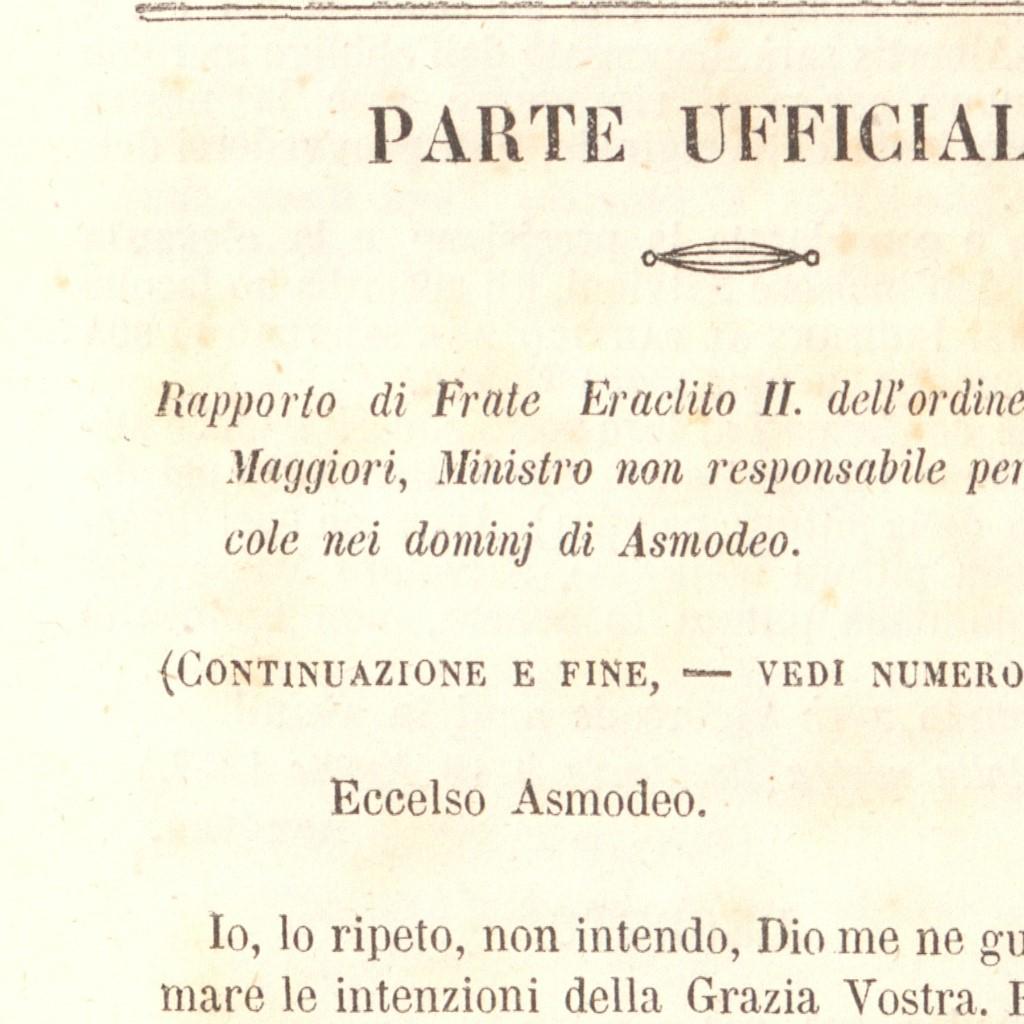 PARTE UFFICIAL
Rapporto di Frate Eraclito II. dell'ordine
Maggiori, Ministro non responsabile per
cole nei dominj di Asmodeo.
(CONTINUAZIONE E FINE, — VEDI NUMERO
Eccelso Asmodeo.
Io, lo ripeto, non intendo, Dio me ne gu
mare le intenzioni della Grazia Vostra.